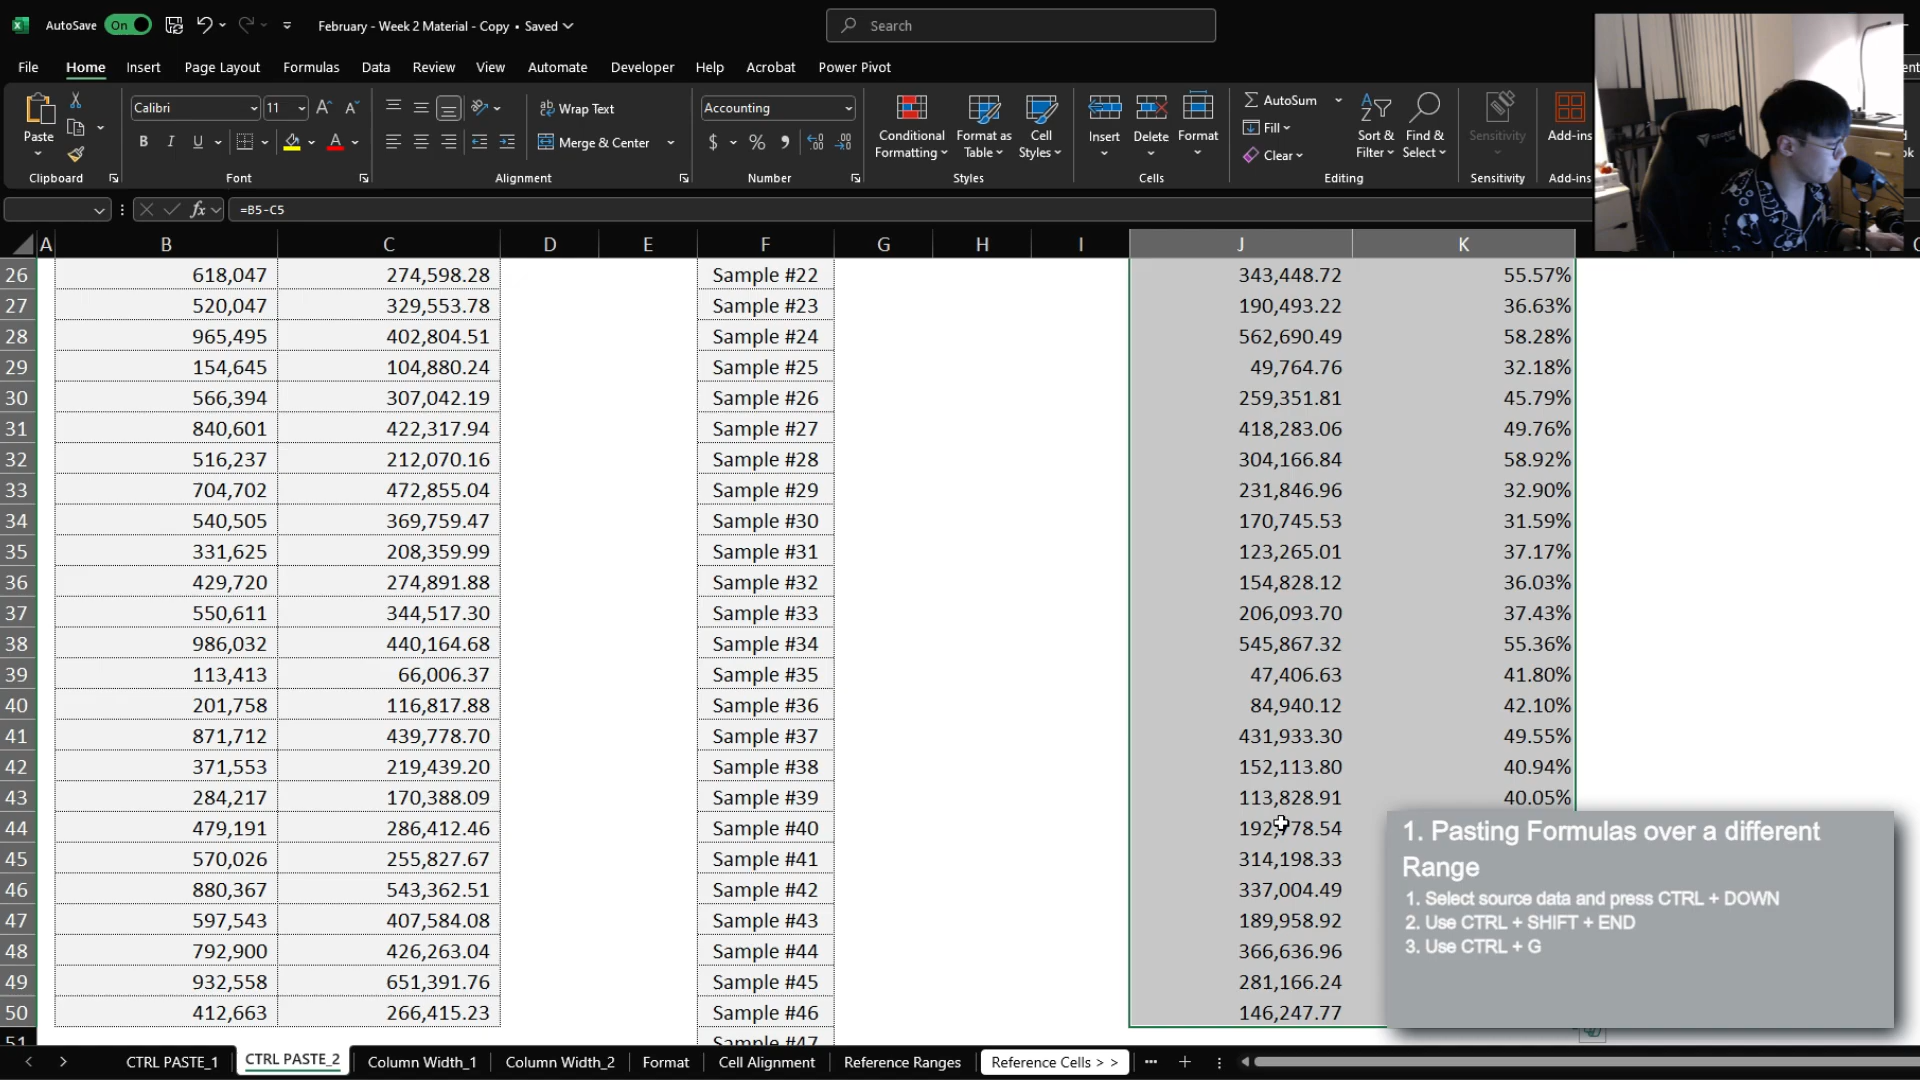 AutoSave On February - Week 2 Material - Copy • Saved Search
File Home Insert Page Layout Formulas Data Review View Automate Developer Help Acrobat Power Pivot
Paste Calibri 11 Wrap Text Merge & Center Accounting Conditional Formatting Format as Table Cell Styles Insert Delete Format AutoSum Fill Clear Sort & Filter Find & Select Sensitivity Add-ins
Clipboard Font Alignment Number Styles Cells Editing Sensitivity Add-ins
fx =B5-C5
A B C D E F G H I J K
26 618,047 274,598.28 Sample #22 343,448.72 55.57%
27 520,047 329,553.78 Sample #23 190,493.22 36.63%
28 965,495 402,804.51 Sample #24 562,690.49 58.28%
29 154,645 104,880.24 Sample #25 49,764.76 32.18%
30 566,394 307,042.19 Sample #26 259,351.81 45.79%
31 840,601 422,317.94 Sample #27 418,283.06 49.76%
32 516,237 212,070.16 Sample #28 304,166.84 58.92%
33 704,702 472,855.04 Sample #29 231,846.96 32.90%
34 540,505 369,759.47 Sample #30 170,745.53 31.59%
35 331,625 208,359.99 Sample #31 123,265.01 37.17%
36 429,720 274,891.88 Sample #32 154,828.12 36.03%
37 550,611 344,517.30 Sample #33 206,093.70 37.43%
38 986,032 440,164.68 Sample #34 545,867.32 55.36%
39 113,413 66,006.37 Sample #35 47,406.63 41.80%
40 201,758 116,817.88 Sample #36 84,940.12 42.10%
41 871,712 439,778.70 Sample #37 431,933.30 49.55%
42 371,553 219,439.20 Sample #38 152,113.80 40.94%
43 284,217 170,388.09 Sample #39 113,828.91 40.05%
44 479,191 286,412.46 Sample #40 192,778.54
45 570,026 255,827.67 Sample #41 314,198.33
46 880,367 543,362.51 Sample #42 337,004.49
47 597,543 407,584.08 Sample #43 189,958.92
48 792,900 426,263.04 Sample #44 366,636.96
49 932,558 651,391.76 Sample #45 281,166.24
50 412,663 266,415.23 Sample #46 146,247.77
51 Sample #47
1. Pasting Formulas over a different
Range
1. Select source data and press CTRL + DOWN
2. Use CTRL + SHIFT + END
3. Use CTRL + G
CTRL PASTE_1 CTRL PASTE_2 Column Width_1 Column Width_2 Format Cell Alignment Reference Ranges Reference Cells > >